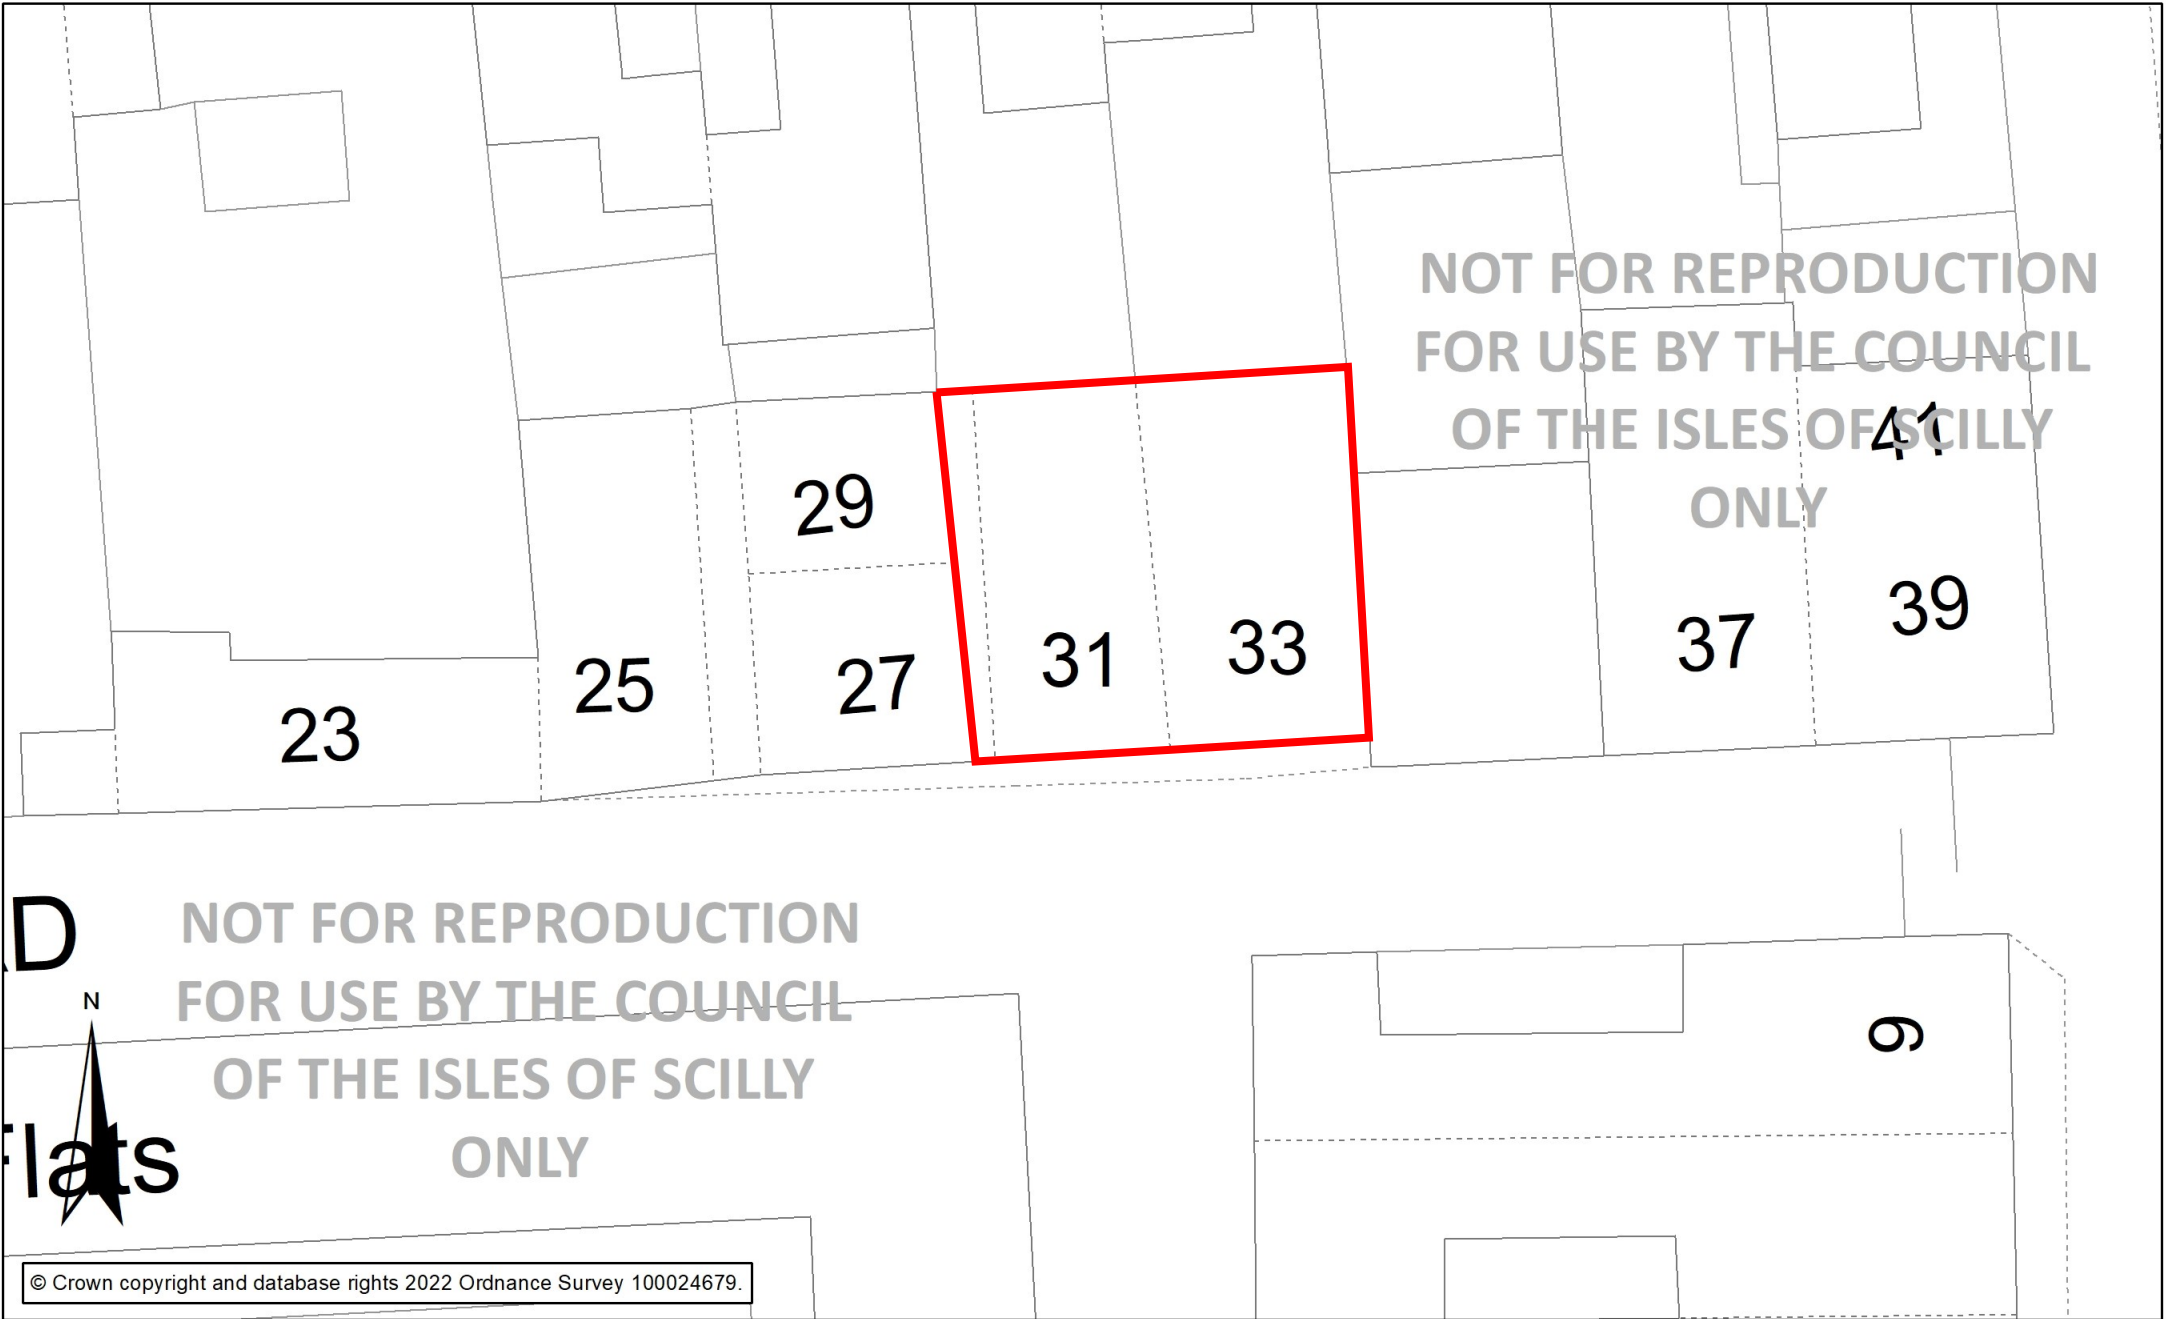 NOT FOR REPRODUCTION
FOR USE BY THE COUNCIL
OF THE ISLES OF SCILLY
ONLY
41
29
39
37
33
31
27
25
23
NOT FOR REPRODUCTION
FOR USE BY THE COUNCIL
OF THE ISLES OF SCILLY
ONLY
AD
N
9
Flats
© Crown copyright and database rights 2022 Ordnance Survey 100024679.